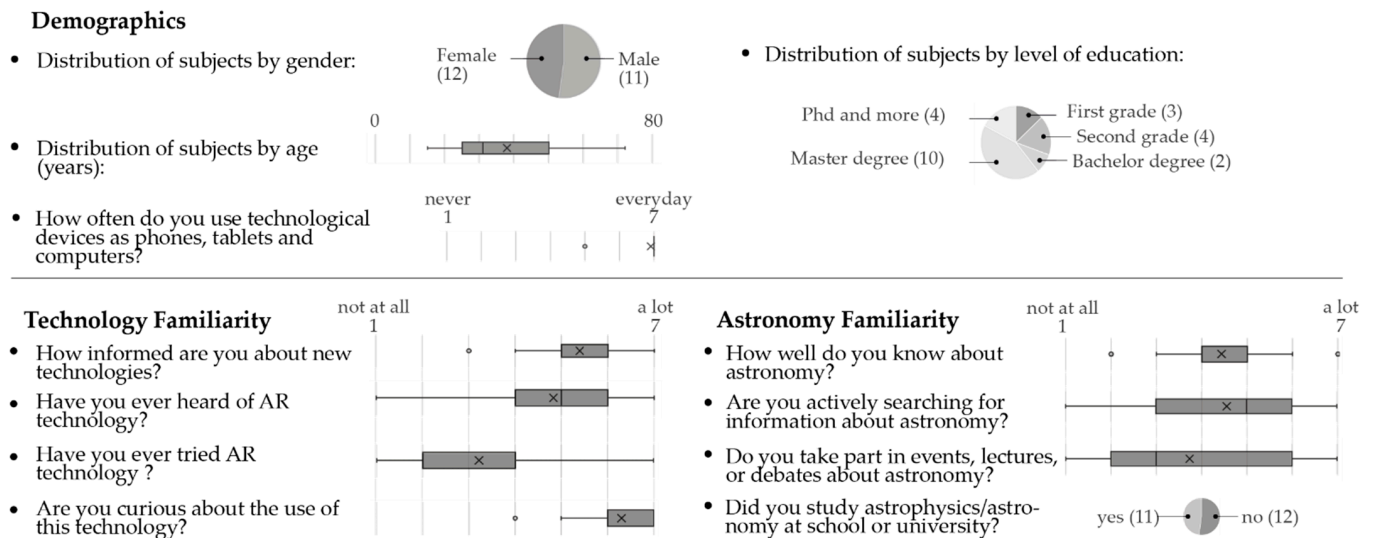 Demographics
• Distribution of subjects by gender:
Female
(12)
Male
(11)
0
80
• Distribution of subjects by age
(years):
never
1
everyday
7
• How often do you use technological
devices as phones, tablets and
computers?
• Distribution of subjects by level of education:
Phd and more (4)
Master degree (10)
First grade (3)
Second grade (4)
Bachelor degree (2)
Technology Familiarity
not at all
1
a lot
7
• How informed are you about new
technologies?
• Have you ever heard of AR
technology?
• Have you ever tried AR
technology ?
• Are you curious about the use of
this technology?
Astronomy Familiarity
not at all
1
a lot
7
• How well do you know about
astronomy?
• Are you actively searching for
information about astronomy?
• Do you take part in events, lectures,
or debates about astronomy?
• Did you study astrophysics/astro-
nomy at school or university?
yes (11)
no (12)